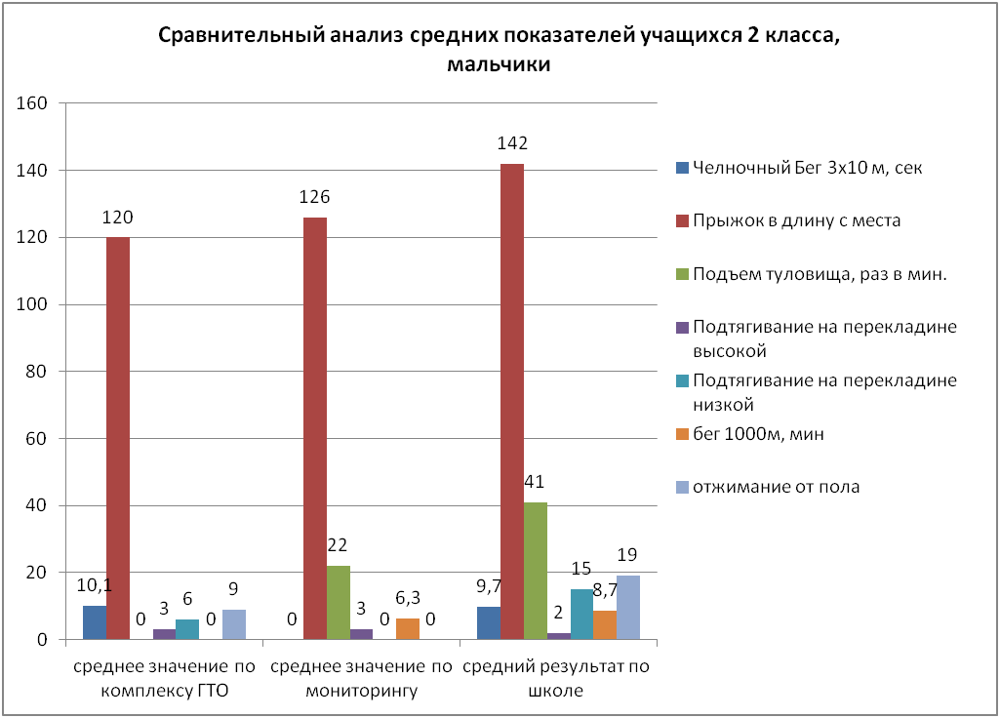 Сравнительный анализ средних показателей учащихся 2 класса,
мальчики
160
140
120
100
80
60
40
20
0
10,1
120
0
3
6
0
9
0
126
22
3
0
6,3
0
9,7
142
41
2
15
8,7
19
среднее значение по
комплексу ГТО
среднее значение по
мониторингу
средний результат по
школе
Челночный Бег 3х10 м, сек
Прыжок в длину с места
Подъем туловища, раз в мин.
Подтягивание на перекладине
высокой
Подтягивание на перекладине
низкой
бег 1000м, мин
отжимание от пола